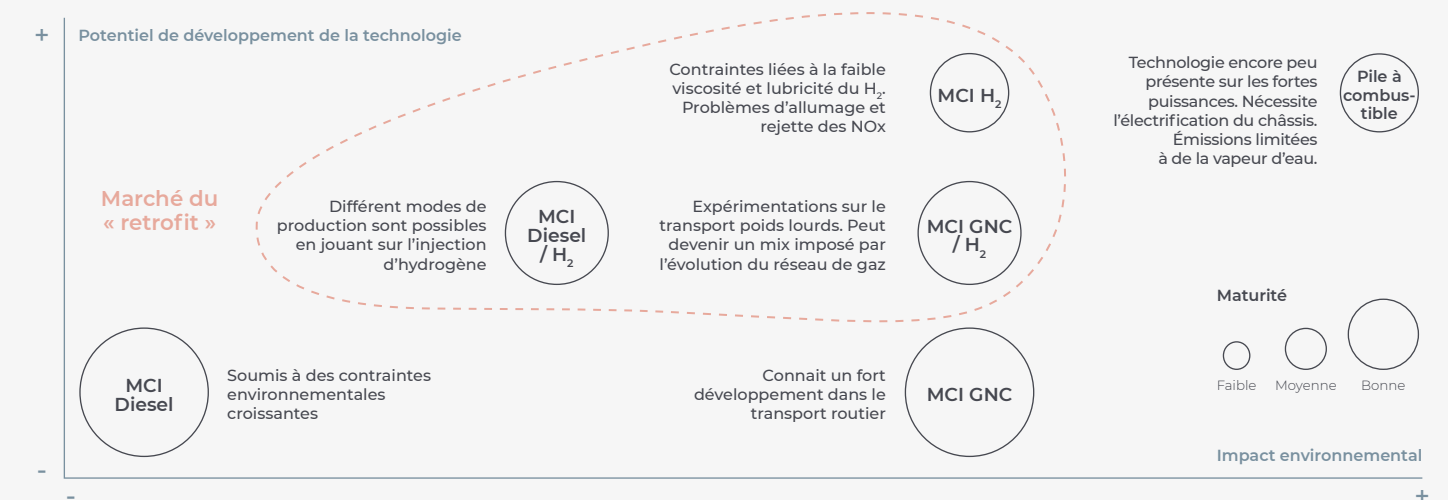 +
Potentiel de développement de la technologie
Contraintes liées à la faible
viscosité et lubricité du H₂.
Problèmes d’allumage et
rejette des NOx
MCI H₂
Technologie encore peu
présente sur les fortes
puissances. Nécessite
l’électrification du châssis.
Émissions limitées
à de la vapeur d’eau.
Pile à
combus-
tible
Marché du
« retrofit »
Différent modes de
production sont possibles
en jouant sur l’injection
d’hydrogène
MCI
Diesel
/ H₂
Expérimentations sur le
transport poids lourds. Peut
devenir un mix imposé par
l’évolution du réseau de gaz
MCI GNC
/ H₂
Maturité
Faible
Moyenne
Bonne
MCI
Diesel
Soumis à des contraintes
environnementales
croissantes
Connait un fort
développement dans le
transport routier
MCI GNC
Impact environnemental
-
-
+